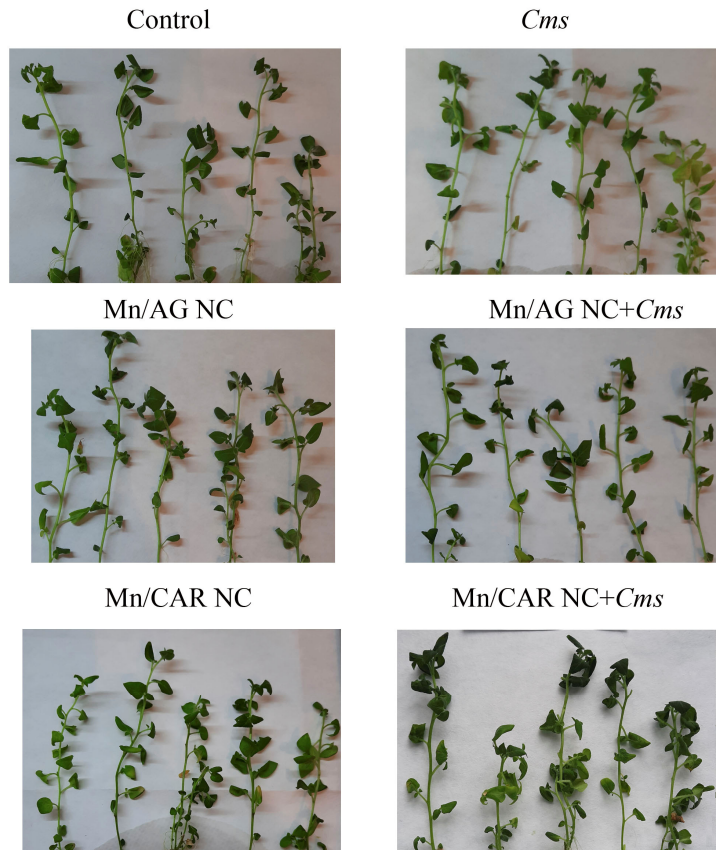 Control
Cms
Mn/AG NC
Mn/AG NC+Cms
Mn/CAR NC
Mn/CAR NC+Cms